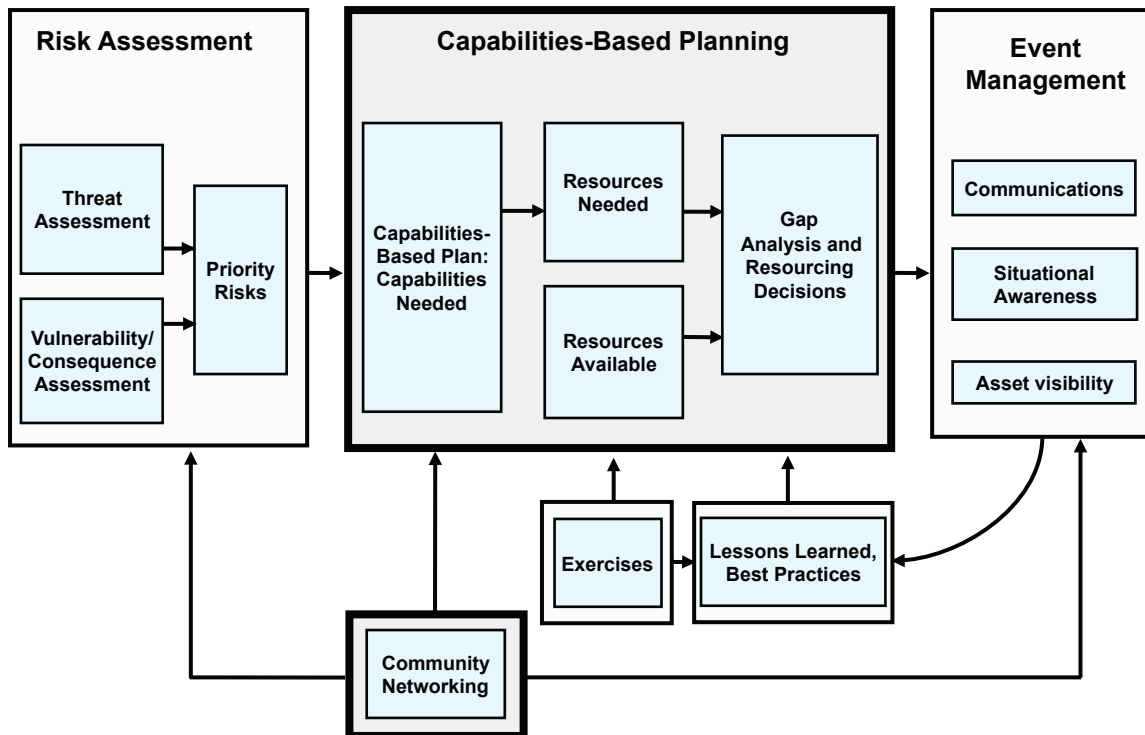 Risk Assessment
Threat
Assessment
Vulnerability/
Consequence
Assessment
Priority
Risks
Capabilities-Based Planning
Capabilities-
Based Plan:
Capabilities
Needed
Resources
Needed
Resources
Available
Gap
Analysis and
Resourcing
Decisions
Event
Management
Communications
Situational
Awareness
Asset visibility
Exercises
Lessons Learned,
Best Practices
Community
Networking